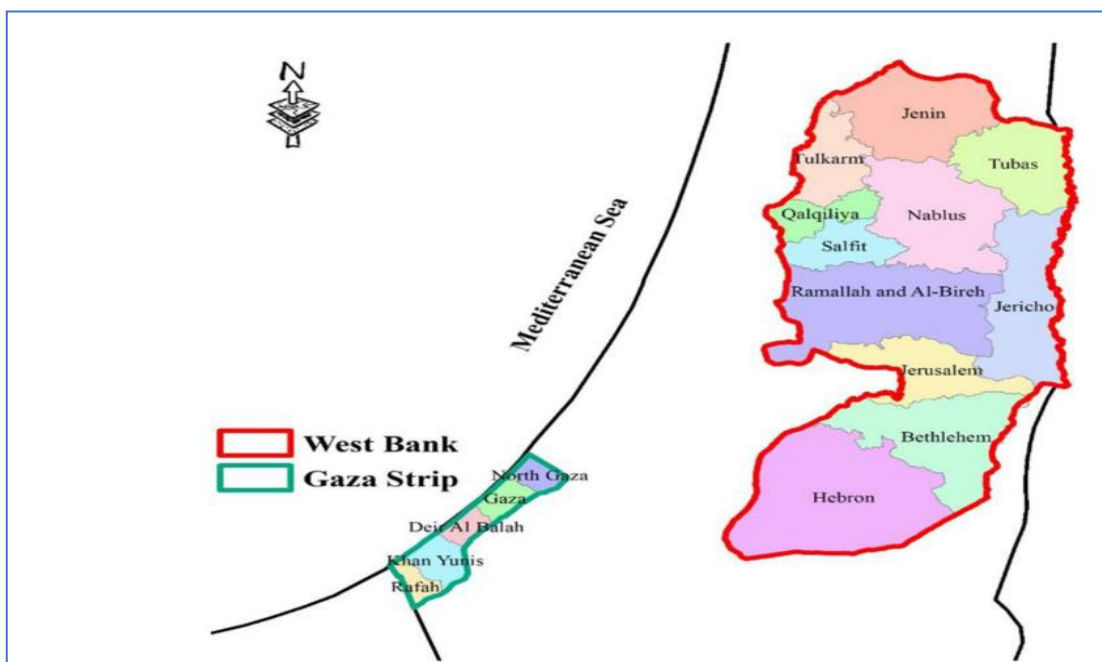 N
Mediterranean Sea
West Bank
Gaza Strip
Jenin
Tulkarm
Tubas
Qalqiliya
Nablus
Salfit
Ramallah and Al-Bireh
Jericho
Jerusalem
Bethlehem
Hebron
North Gaza
Gaza
Deir Al Balah
Khan Yunis
Rafah